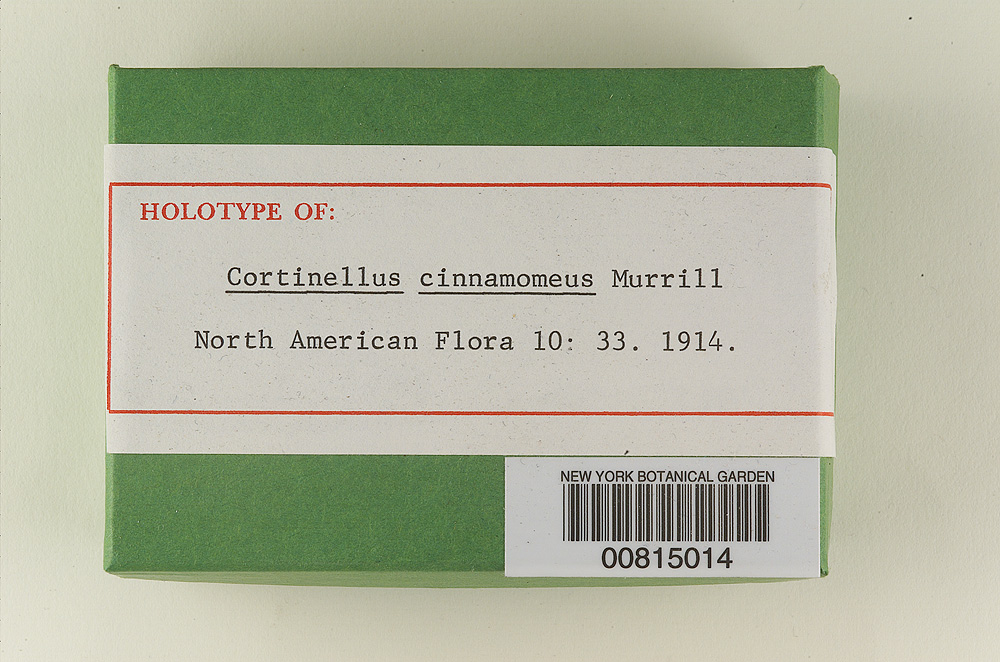 HOLOTYPE OF:
Cortinellus cinnamomeus Murrill
North American Flora 10: 33. 1914.
NEW YORK BOTANICAL GARDEN
00815014